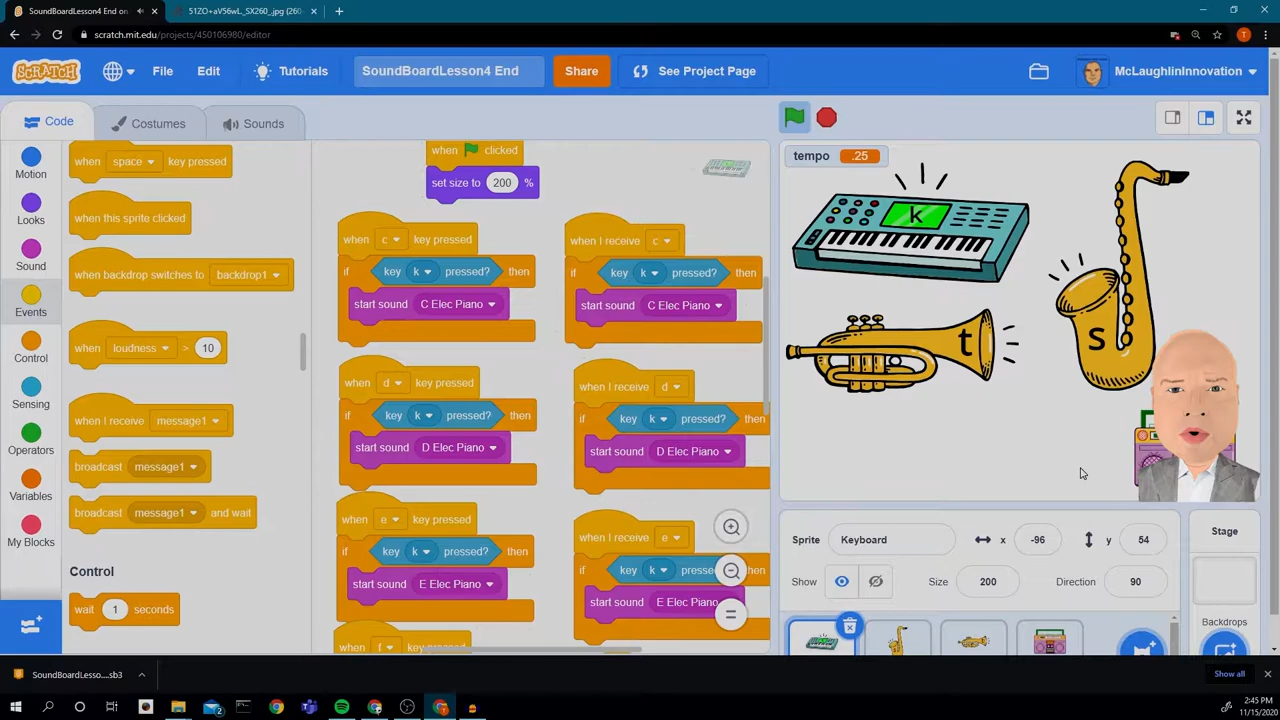 SoundBoardLesson4 End on
51ZO+aV56wL._SX260_.jpg (260
scratch.mit.edu/projects/450106980/editor
T
SCRATCH
File
Edit
Tutorials
SoundBoardLesson4 End
Share
See Project Page
McLaughlinInnovation
Code
Costumes
Sounds
Motion
Looks
Sound
Events
Control
Sensing
Operators
Variables
My Blocks
when space key pressed
when this sprite clicked
when backdrop switches to backdrop1
when loudness > 10
when I receive message1
broadcast message1
broadcast message1 and wait
Control
wait 1 seconds
when clicked
set size to 200 %
when c key pressed
if key k pressed? then
start sound C Elec Piano
when I receive c
if key k pressed? then
start sound C Elec Piano
when d key pressed
if key k pressed? then
start sound D Elec Piano
when I receive d
if key k pressed? then
start sound D Elec Piano
when e key pressed
if key k pressed? then
start sound E Elec Piano
when I receive e
if key k presse then
start sound E Elec Piano
when f key pressed
tempo .25
k
t
s
Sprite Keyboard
x -96
y 54
Show
Size 200
Direction 90
Stage
Backdrops
SoundBoardLesso....sb3
Show all
2:45 PM
11/15/2020